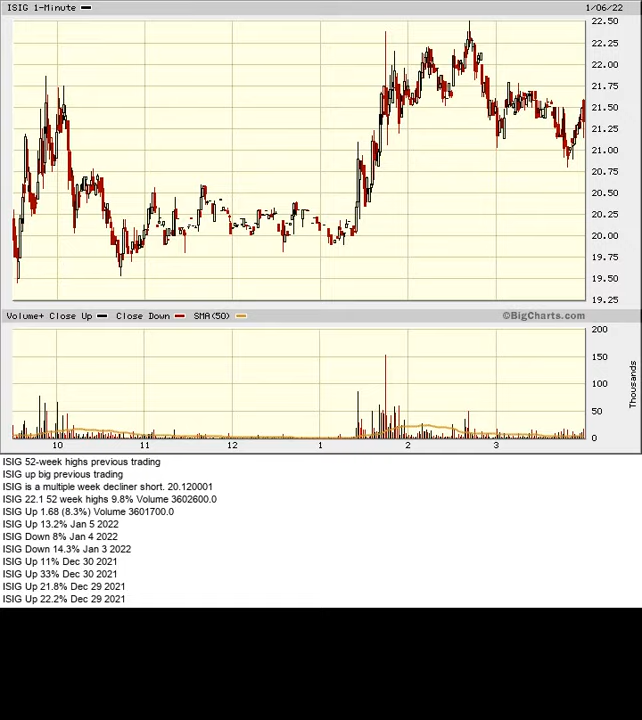 ISIG 1-Minute 1/06/22
22.50
22.25
22.00
21.75
21.50
21.25
21.00
20.75
20.50
20.25
20.00
19.75
19.50
19.25
Volume+ Close Up Close Down SMA(50) ©BigCharts.com
200
150
100
50
0
Thousands
10 11 12 1 2 3
ISIG 52-week highs previous trading
ISIG up big previous trading
ISIG is a multiple week decliner short. 20.120001
ISIG 22.1 52 week highs 9.8% Volume 3602600.0
ISIG Up 1.68 (8.3%) Volume 3601700.0
ISIG Up 13.2% Jan 5 2022
ISIG Down 8% Jan 4 2022
ISIG Down 14.3% Jan 3 2022
ISIG Up 11% Dec 30 2021
ISIG Up 33% Dec 30 2021
ISIG Up 21.8% Dec 29 2021
ISIG Up 22.2% Dec 29 2021